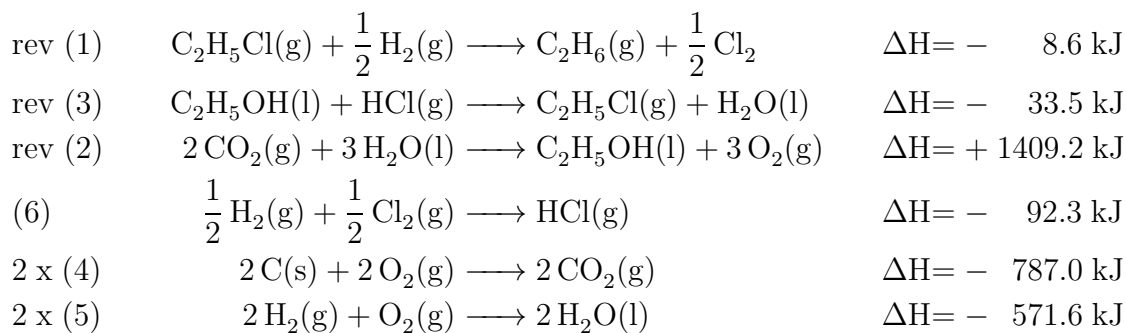 rev (1) C₂H₅Cl(g) + 1/2 H₂(g) ⟶ C₂H₆(g) + 1/2 Cl₂ ΔH= − 8.6 kJ
rev (3) C₂H₅OH(l) + HCl(g) ⟶ C₂H₅Cl(g) + H₂O(l) ΔH= − 33.5 kJ
rev (2) 2 CO₂(g) + 3 H₂O(l) ⟶ C₂H₅OH(l) + 3 O₂(g) ΔH= + 1409.2 kJ
(6) 1/2 H₂(g) + 1/2 Cl₂(g) ⟶ HCl(g) ΔH= − 92.3 kJ
2 x (4) 2 C(s) + 2 O₂(g) ⟶ 2 CO₂(g) ΔH= − 787.0 kJ
2 x (5) 2 H₂(g) + O₂(g) ⟶ 2 H₂O(l) ΔH= − 571.6 kJ